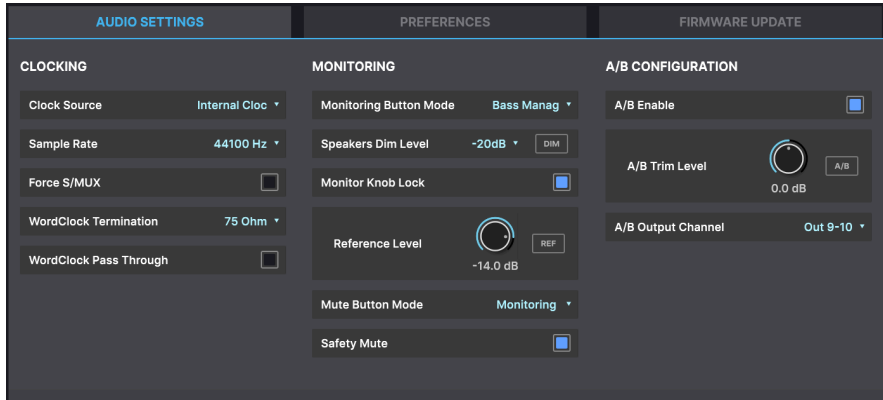 AUDIO SETTINGS
PREFERENCES
FIRMWARE UPDATE
CLOCKING
Clock Source Internal Cloc
Sample Rate 44100 Hz
Force S/MUX
WordClock Termination 75 Ohm
WordClock Pass Through
MONITORING
Monitoring Button Mode Bass Manag
Speakers Dim Level -20dB DIM
Monitor Knob Lock
Reference Level REF
-14.0 dB
Mute Button Mode Monitoring
Safety Mute
A/B CONFIGURATION
A/B Enable
A/B Trim Level A/B
0.0 dB
A/B Output Channel Out 9-10